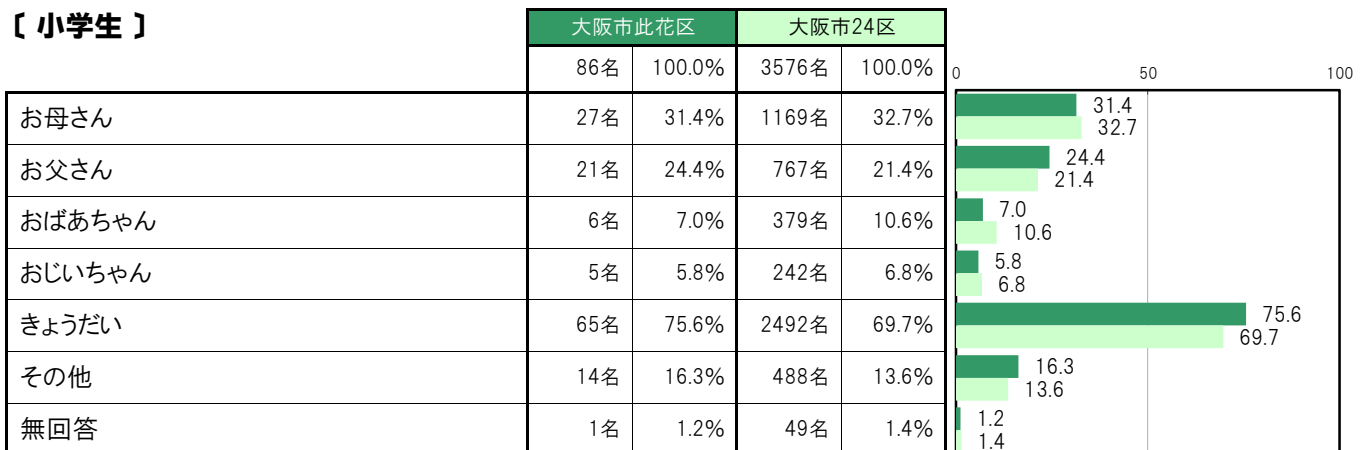 〔 小学生 〕
大阪市此花区 大阪市24区
86名 100.0% 3576名 100.0% 0 50 100
お母さん 27名 31.4% 1169名 32.7% 31.4
32.7
お父さん 21名 24.4% 767名 21.4% 24.4
21.4
おばあちゃん 6名 7.0% 379名 10.6% 7.0
10.6
おじいちゃん 5名 5.8% 242名 6.8% 5.8
6.8
きょうだい 65名 75.6% 2492名 69.7% 75.6
69.7
その他 14名 16.3% 488名 13.6% 16.3
13.6
無回答 1名 1.2% 49名 1.4% 1.2
1.4